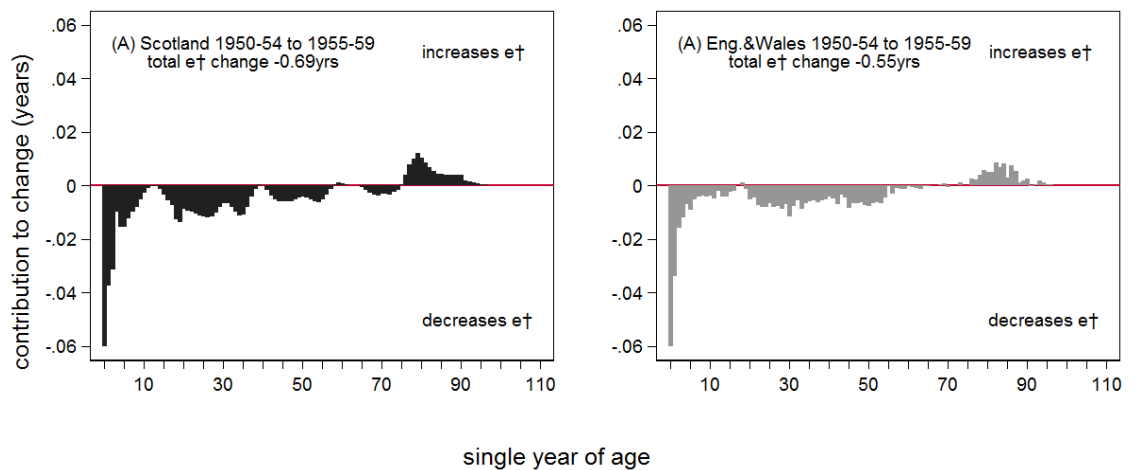 contribution to change (years)
.06
.04
.02
0
-.02
-.04
-.06
(A) Scotland 1950-54 to 1955-59
total e† change -0.69yrs
increases e†
decreases e†
10 30 50 70 90 110
.06
.04
.02
0
-.02
-.04
-.06
(A) Eng.&Wales 1950-54 to 1955-59
total e† change -0.55yrs
increases e†
decreases e†
10 30 50 70 90 110
single year of age